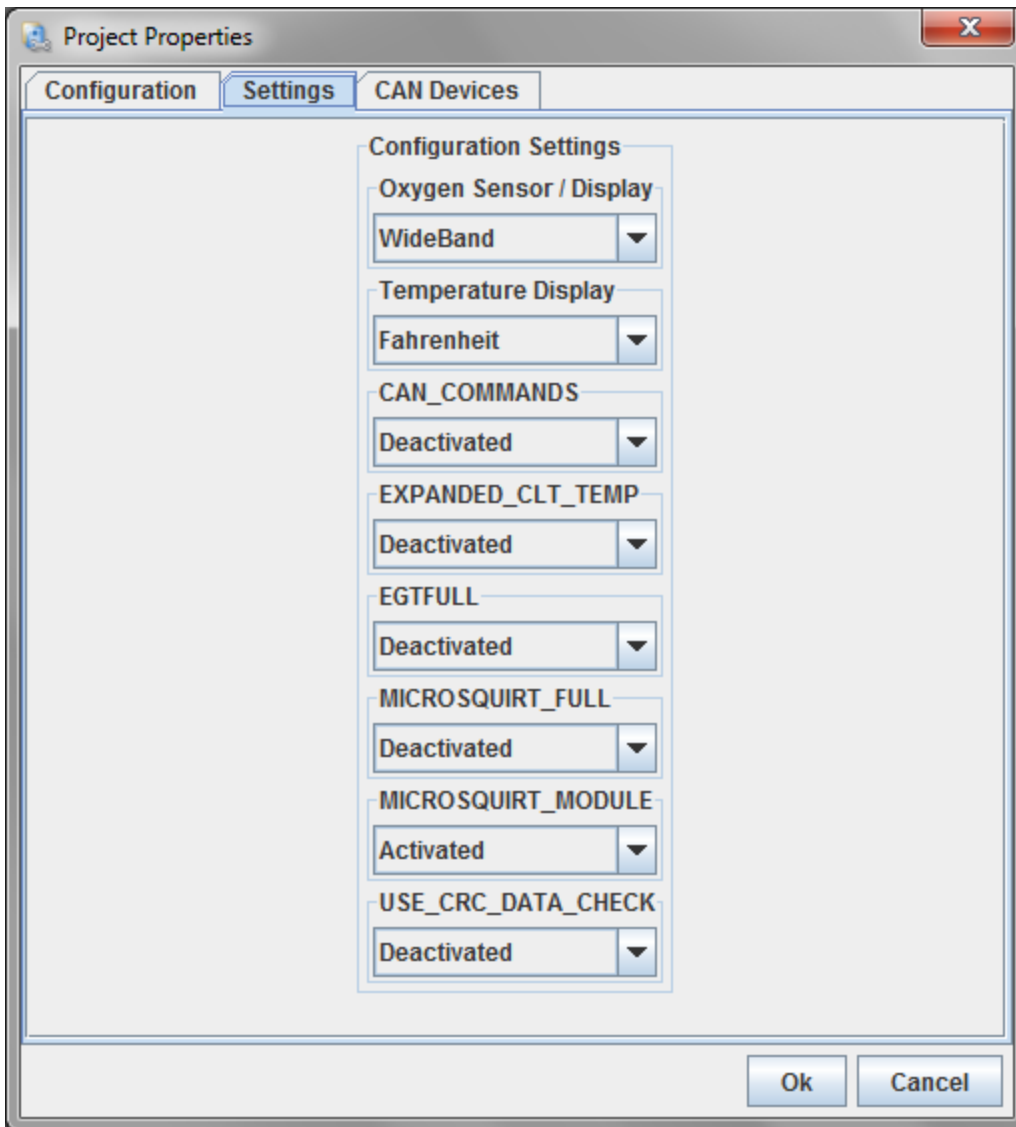 Project Properties
Configuration Settings CAN Devices
Configuration Settings
Oxygen Sensor / Display
WideBand
Temperature Display
Fahrenheit
CAN_COMMANDS
Deactivated
EXPANDED_CLT_TEMP
Deactivated
EGTFULL
Deactivated
MICROSQUIRT_FULL
Deactivated
MICROSQUIRT_MODULE
Activated
USE_CRC_DATA_CHECK
Deactivated
Ok Cancel